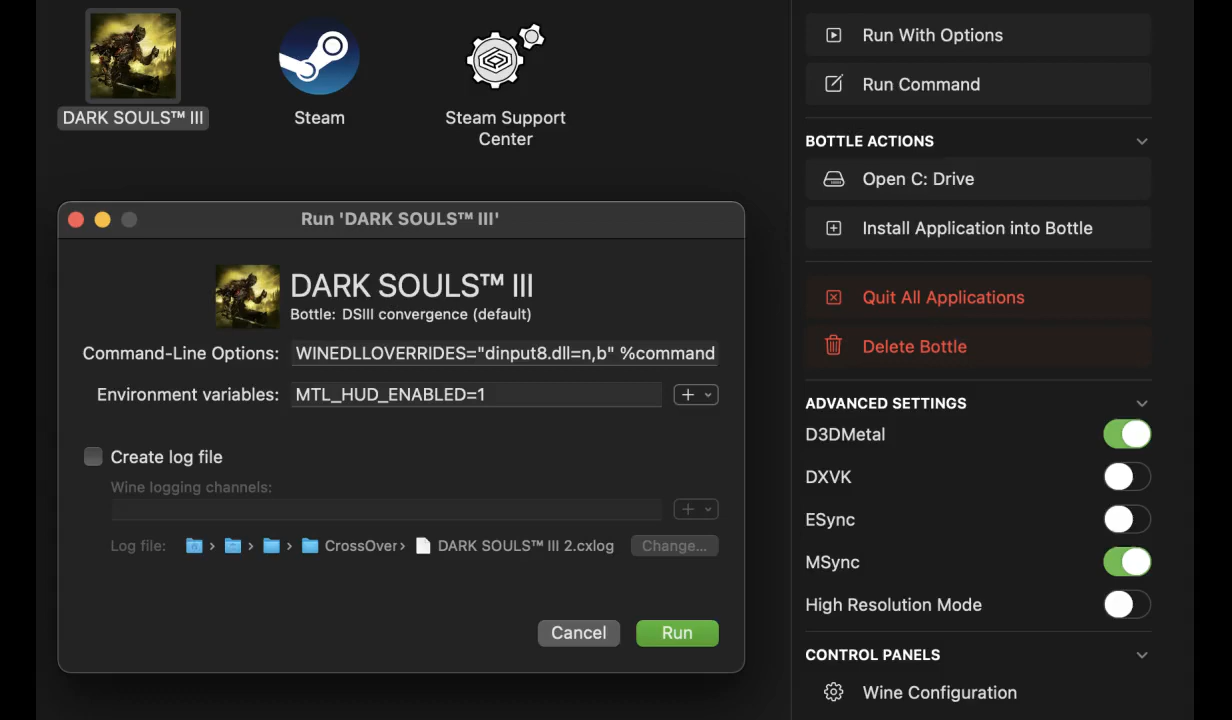 DARK SOULS™ III
Steam
Steam Support
Center
Run 'DARK SOULS™ III'
DARK SOULS™ III
Bottle: DSIII convergence (default)
Command-Line Options: WINEDLLOVERRIDES="dinput8.dll=n,b" %command
Environment variables: MTL_HUD_ENABLED=1
Create log file
Wine logging channels:
Log file: CrossOver DARK SOULS™ III 2.cxlog Change...
Cancel Run
Run With Options
Run Command
BOTTLE ACTIONS
Open C: Drive
Install Application into Bottle
Quit All Applications
Delete Bottle
ADVANCED SETTINGS
D3DMetal
DXVK
ESync
MSync
High Resolution Mode
CONTROL PANELS
Wine Configuration